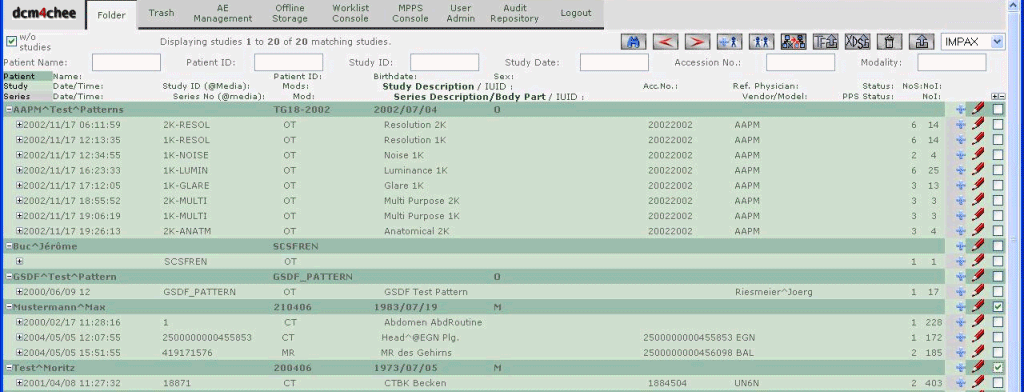 dcm4chee Folder Trash AE Management Offline Storage Worklist Console MPPS Console User Admin Audit Repository Logout
w/o studies Displaying studies 1 to 20 of 20 matching studies. IMPAX
Patient Name: Patient ID: Study ID: Study Date: Accession No.: Modality:
Patient Name: Patient ID: Birthdate: Sex:
Study Date/Time: Study ID (@Media): Mods: Study Description / IUID : Acc.No.: Ref. Physician: Status: NoS: NoI:
Series Date/Time: Series No (@media): Mod: Series Description/Body Part / IUID : Vendor/Model: PPS Status: NoI:
AAPM^Test^Patterns TG18-2002 2002/07/04 O
2002/11/17 06:11:59 2K-RESOL OT Resolution 2K 20022002 AAPM 6 14
2002/11/17 12:13:35 1K-RESOL OT Resolution 1K 20022002 AAPM 6 14
2002/11/17 12:34:55 1K-NOISE OT Noise 1K 20022002 AAPM 2 4
2002/11/17 16:23:33 1K-LUMIN OT Luminance 1K 20022002 AAPM 6 25
2002/11/17 17:12:05 1K-GLARE OT Glare 1K 20022002 AAPM 3 13
2002/11/17 18:55:52 2K-MULTI OT Multi Purpose 2K 20022002 AAPM 3 3
2002/11/17 19:06:19 1K-MULTI OT Multi Purpose 1K 20022002 AAPM 3 3
2002/11/17 19:26:13 2K-ANATM OT Anatomical 2K 20022002 AAPM 3 4
Buc^Jérôme SCSFREN
SCSFREN OT 1 1
GSDF^Test^Pattern GSDF_PATTERN O
2000/06/09 12 GSDF_PATTERN OT GSDF Test Pattern Riesmeier^Joerg 1 17
Mustermann^Max 210406 1983/07/19 M
2000/02/17 11:28:16 1 CT Abdomen AbdRoutine 1 228
2004/05/05 12:07:55 2500000000455853 CT Head^@EGN Plg. 2500000000455853 EGN 1 172
2004/05/05 15:51:55 419171576 MR MR des Gehirns 2500000000456098 BAL 2 185
Test^Moritz 200406 1973/07/05 M
2001/04/08 11:27:32 18871 CT CTBK Becken 1884504 UN6N 2 403